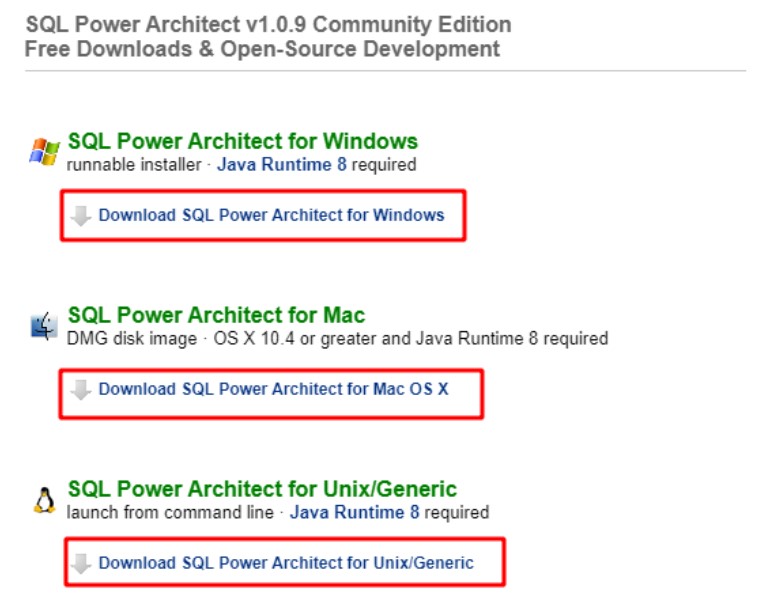 SQL Power Architect v1.0.9 Community Edition
Free Downloads & Open-Source Development
SQL Power Architect for Windows
runnable installer · Java Runtime 8 required
Download SQL Power Architect for Windows
SQL Power Architect for Mac
DMG disk image · OS X 10.4 or greater and Java Runtime 8 required
Download SQL Power Architect for Mac OS X
SQL Power Architect for Unix/Generic
launch from command line · Java Runtime 8 required
Download SQL Power Architect for Unix/Generic